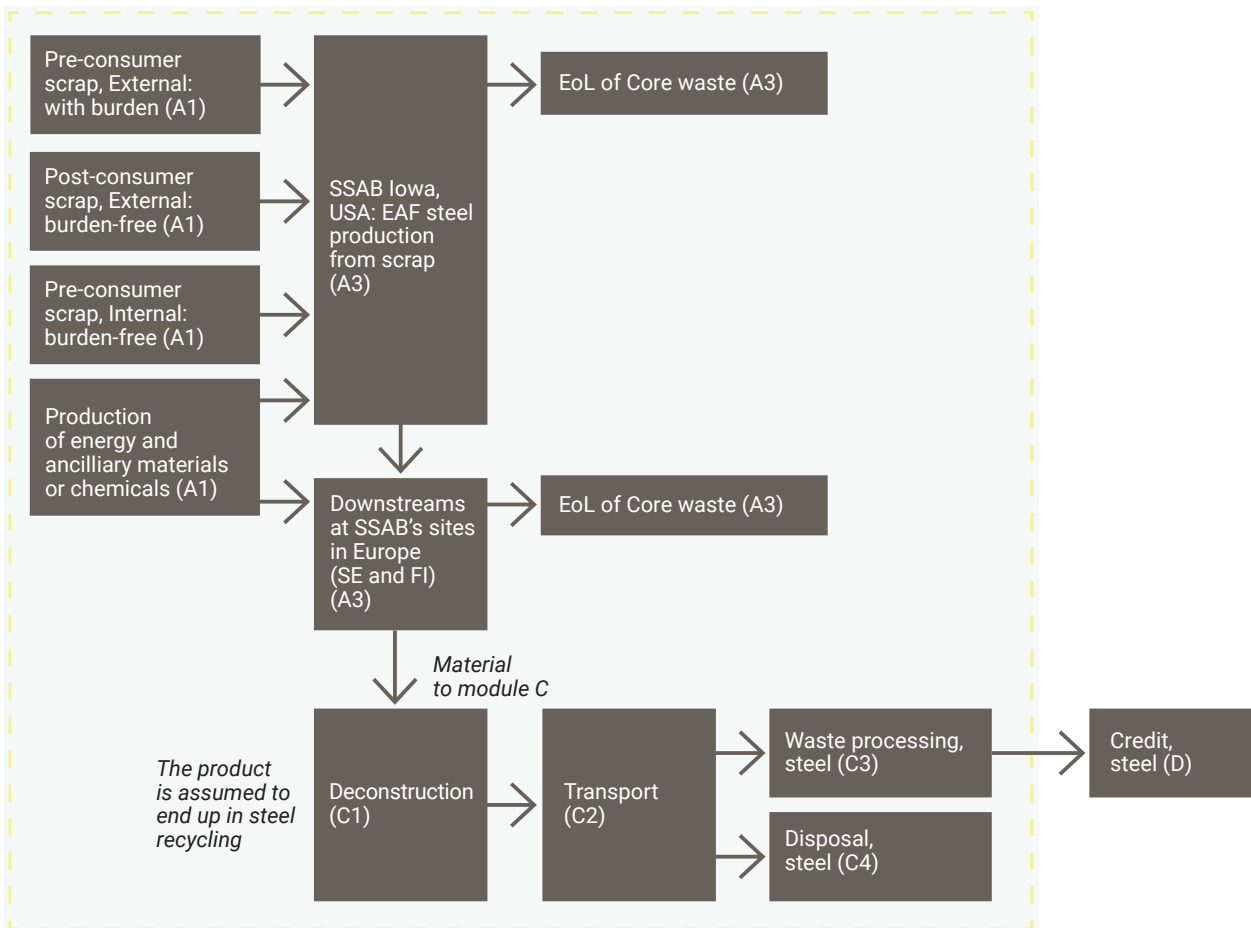 Pre-consumer
scrap, External:
with burden (A1)
Post-consumer
scrap, External:
burden-free (A1)
Pre-consumer
scrap, Internal:
burden-free (A1)
Production
of energy and
ancilliary materials
or chemicals (A1)
SSAB Iowa,
USA: EAF steel
production
from scrap
(A3)
EoL of Core waste (A3)
Downstreams
at SSAB's sites
in Europe
(SE and FI)
(A3)
EoL of Core waste (A3)
Material
to module C
The product
is assumed to
end up in steel
recycling
Deconstruction
(C1)
Transport
(C2)
Waste processing,
steel (C3)
Disposal,
steel (C4)
Credit,
steel (D)